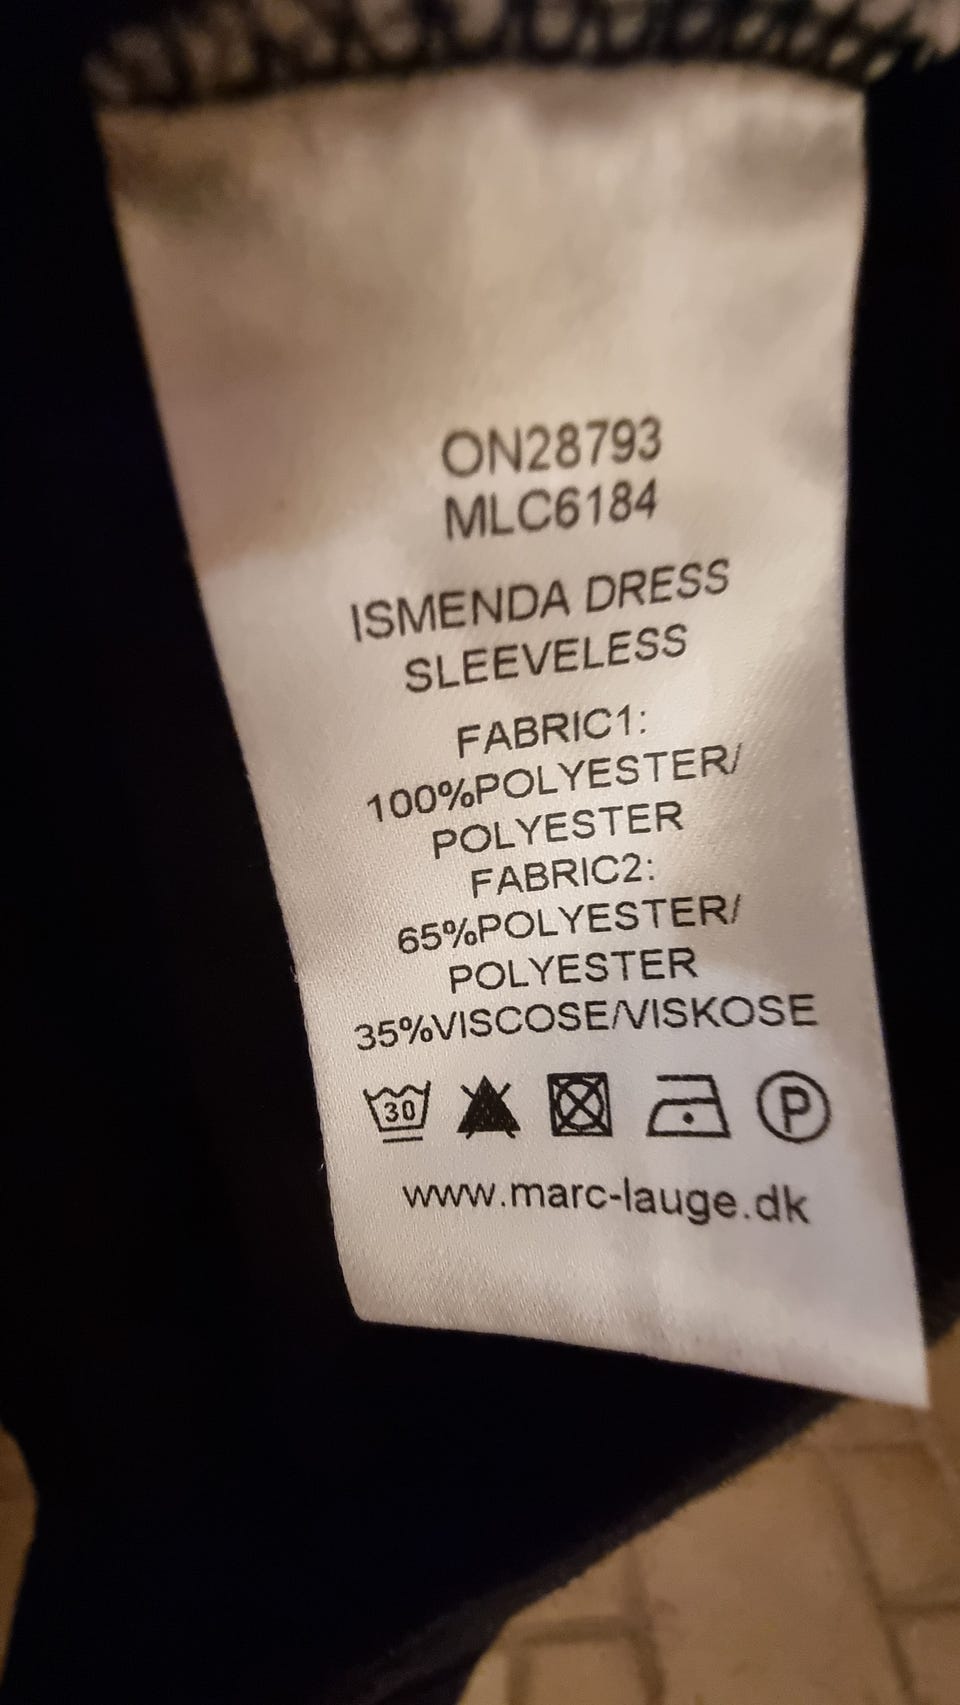 ON28793
MLC6184
ISMENDA DRESS
SLEEVELESS
FABRIC1:
100%POLYESTER/
POLYESTER
FABRIC2:
65%POLYESTER/
POLYESTER
35%VISCOSE/VISKOSE
30 P
www.marc-lauge.dk